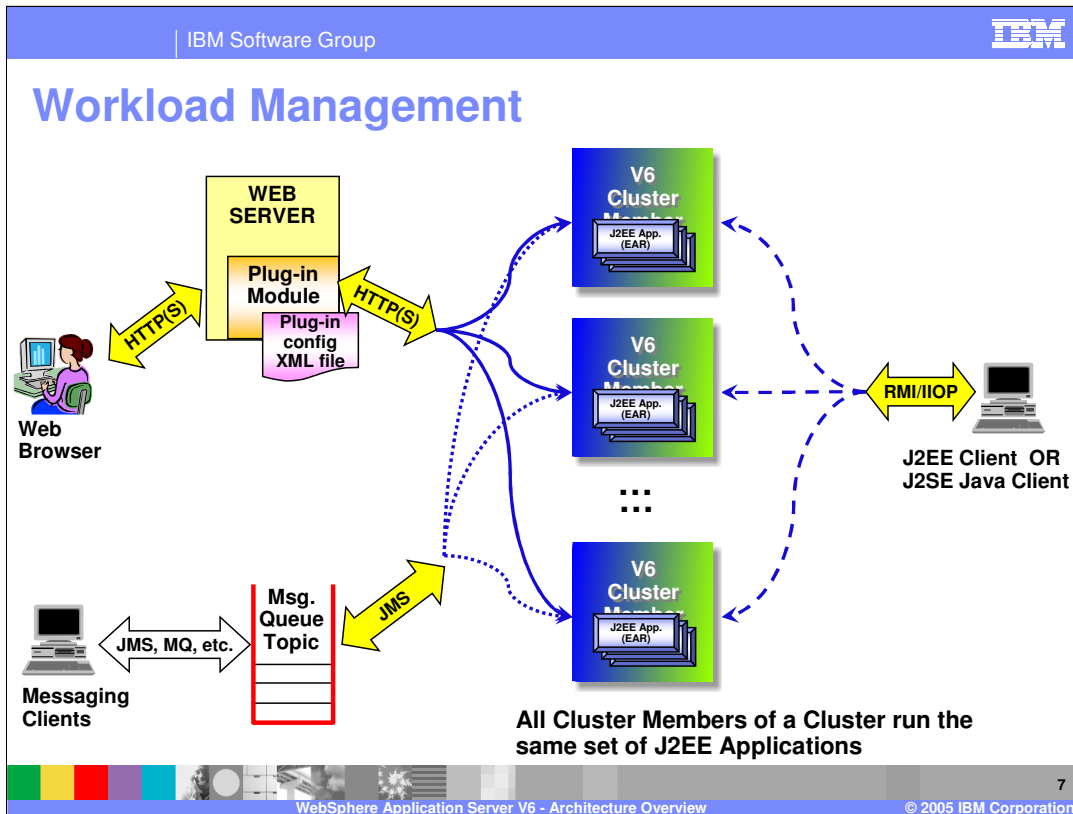 IBM Software Group
IBM
Workload Management
WEB
SERVER
Plug-in
Module
Plug-in
config
XML file
HTTP(S)
HTTP(S)
Web
Browser
V6
Cluster
Member
J2EE App.
(EAR)
V6
Cluster
Member
J2EE App.
(EAR)
...
...
V6
Cluster
Member
J2EE App.
(EAR)
RMI/IIOP
J2EE Client OR
J2SE Java Client
Msg.
Queue
Topic
JMS
JMS, MQ, etc.
Messaging
Clients
All Cluster Members of a Cluster run the
same set of J2EE Applications
7
WebSphere Application Server V6 - Architecture Overview
© 2005 IBM Corporation